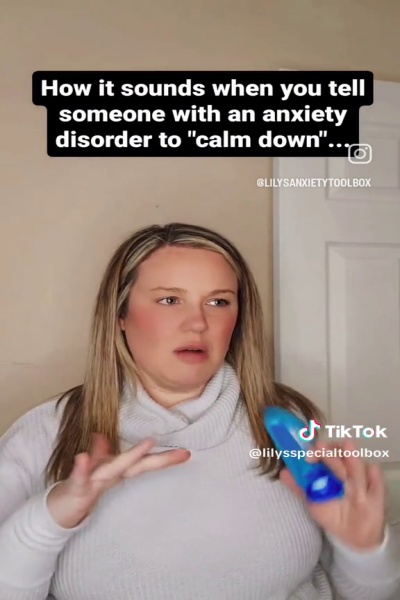 How it sounds when you tell
someone with an anxiety
disorder to "calm down"...
@LILYSANXIETYTOOLBOX
TikTok
@lilysspecialtoolbox